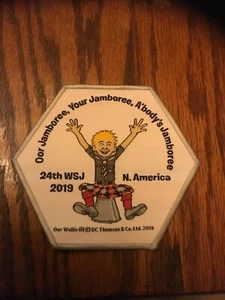 Oor Jamboree, Your Jamboree, A'body's Jamboree
24th WSJ
2019
N. America
Oor Wullie ®©DC Thomson & Co. Ltd. 2019